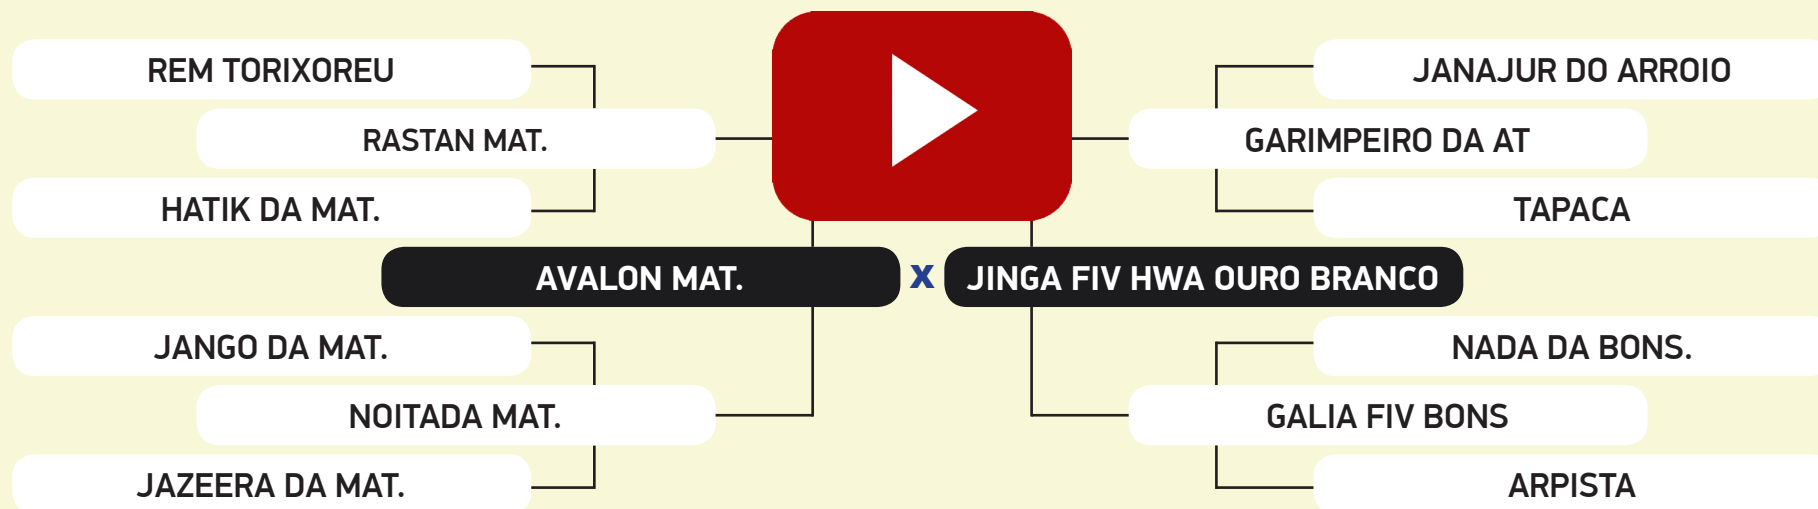 REM TORIXOREU
JANAJUR DO ARROIO
RASTAN MAT.
GARIMPEIRO DA AT
HATIK DA MAT.
TAPACA
AVALON MAT. X JINGA FIV HWA OURO BRANCO
JANGO DA MAT.
NADA DA BONS.
NOITADA MAT.
GALIA FIV BONS
JAZEERA DA MAT.
ARPISTA